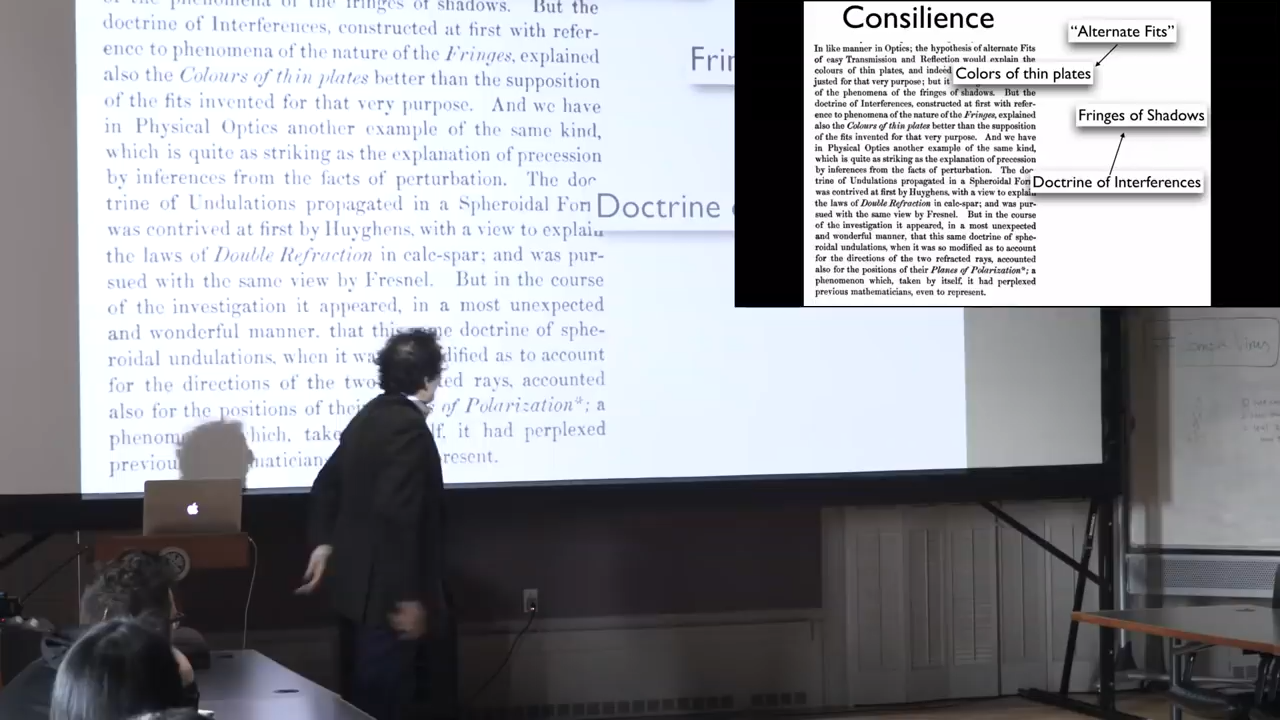 of the phenomena of the fringes of shadows. But the
doctrine of Interferences, constructed at first with refer-
ence to phenomena of the nature of the Fringes, explained
also the Colours of thin plates better than the supposition
of the fits invented for that very purpose. And we have
in Physical Optics another example of the same kind,
which is quite as striking as the explanation of precession
by inferences from the facts of perturbation. The doc
trine of Undulations propagated in a Spheroidal For
was contrived at first by Huyghens, with a view to explain
the laws of Double Refraction in calc-spar; and was pur-
sued with the same view by Fresnel. But in the course
of the investigation it appeared, in a most unexpected
and wonderful manner, that this same doctrine of sphe-
roidal undulations, when it wa dified as to account
for the directions of the two ted rays, accounted
also for the positions of thei s of Polarization*; a
phenom hich, take lf, it had perplexed
previou maticians resent.
Frin
Doctrine
Consilience
In like manner in Optics; the hypothesis of alternate Fits
of easy Transmission and Reflection would explain the
colours of thin plates, and indeed
justed for that very purpose; but it
of the phenomena of the fringes of shadows. But the
doctrine of Interferences, constructed at first with refer-
ence to phenomena of the nature of the Fringes, explained
also the Colours of thin plates better than the supposition
of the fits invented for that very purpose. And we have
in Physical Optics another example of the same kind,
which is quite as striking as the explanation of precession
by inferences from the facts of perturbation. The doc
trine of Undulations propagated in a Spheroidal For
was contrived at first by Huyghens, with a view to explain
the laws of Double Refraction in calc-spar; and was pur-
sued with the same view by Fresnel. But in the course
of the investigation it appeared, in a most unexpected
and wonderful manner, that this same doctrine of sphe-
roidal undulations, when it was so modified as to account
for the directions of the two refracted rays, accounted
also for the positions of their Planes of Polarization*; a
phenomenon which, taken by itself, it had perplexed
previous mathematicians, even to represent.
“Alternate Fits”
Colors of thin plates
Fringes of Shadows
Doctrine of Interferences